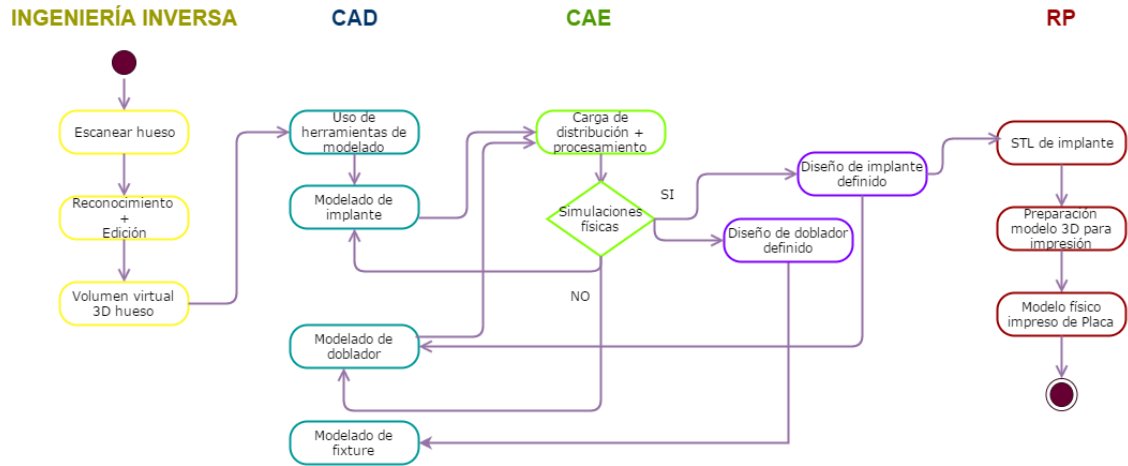 INGENIERÍA INVERSA
CAD
CAE
RP
Escanear hueso
Reconocimiento
+
Edición
Volumen virtual
3D hueso
Uso de
herramientas de
modelado
Modelado de
implante
Modelado de
doblador
Modelado de
fixture
Carga de
distribución +
procesamiento
Simulaciones
físicas
SI
NO
Diseño de implante
definido
Diseño de doblador
definido
STL de implante
Preparación
modelo 3D para
impresión
Modelo físico
impreso de Placa